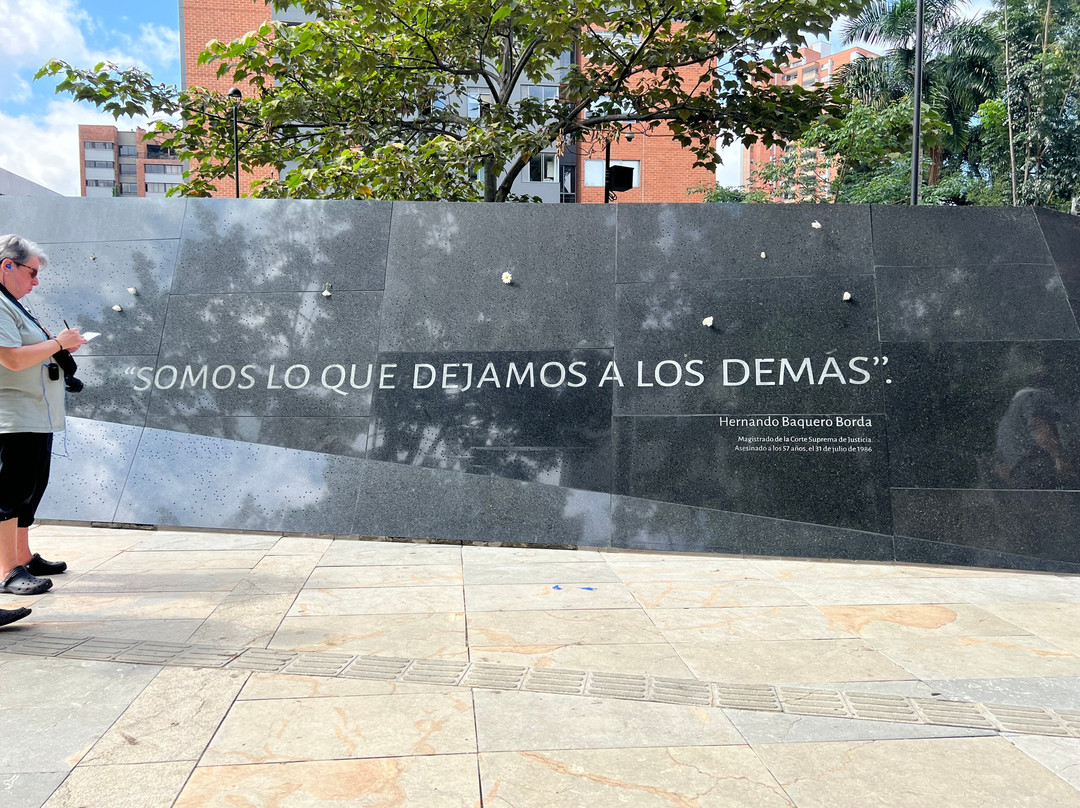 “SOMOS LO QUE DEJAMOS A LOS DEMÁS”.
Hernando Baquero Borda
Magistrado de la Corte Suprema de Justicia
Asesinado a los 57 años, el 31 de julio de 1986